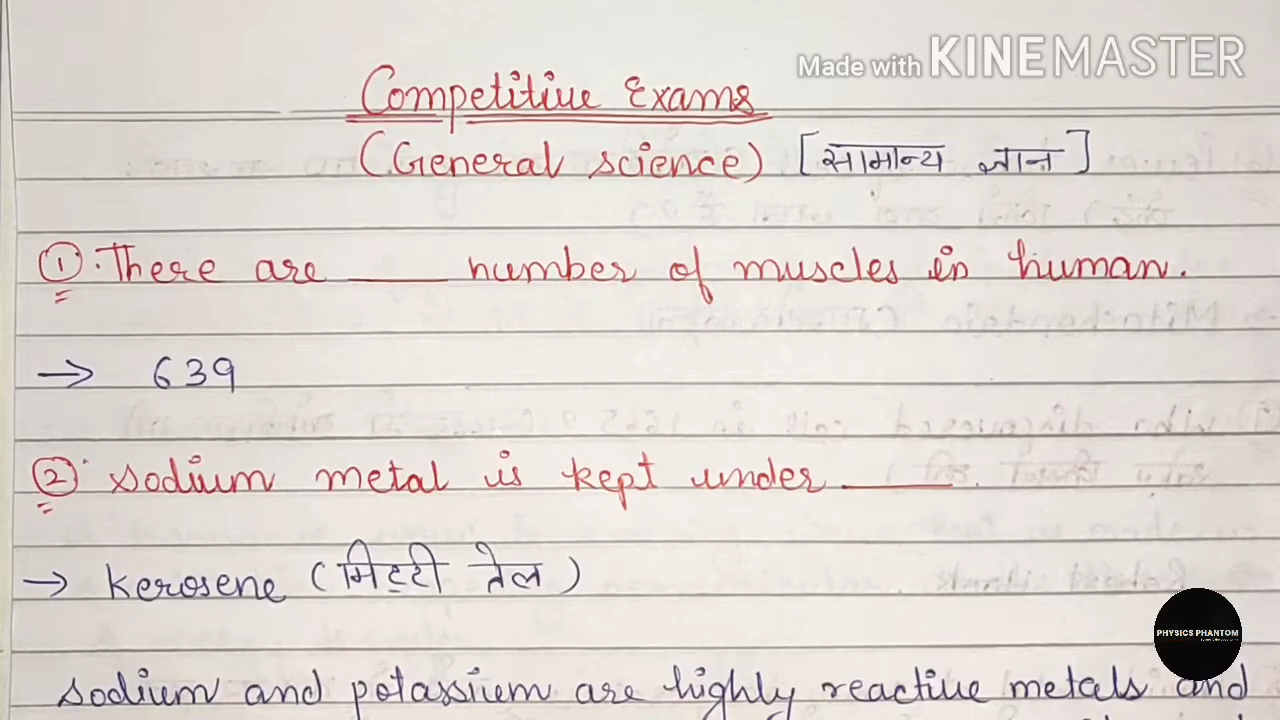 Made with KINEMASTER
Competitive Exams
(General science) [सामान्य ज्ञान]
① There are ____ number of muscles in human.
→ 639
② sodium metal is kept under ____.
→ Kerosene (मिट्टी तेल)
PHYSICS PHANTOM
sodium and potassium are highly reactive metals and